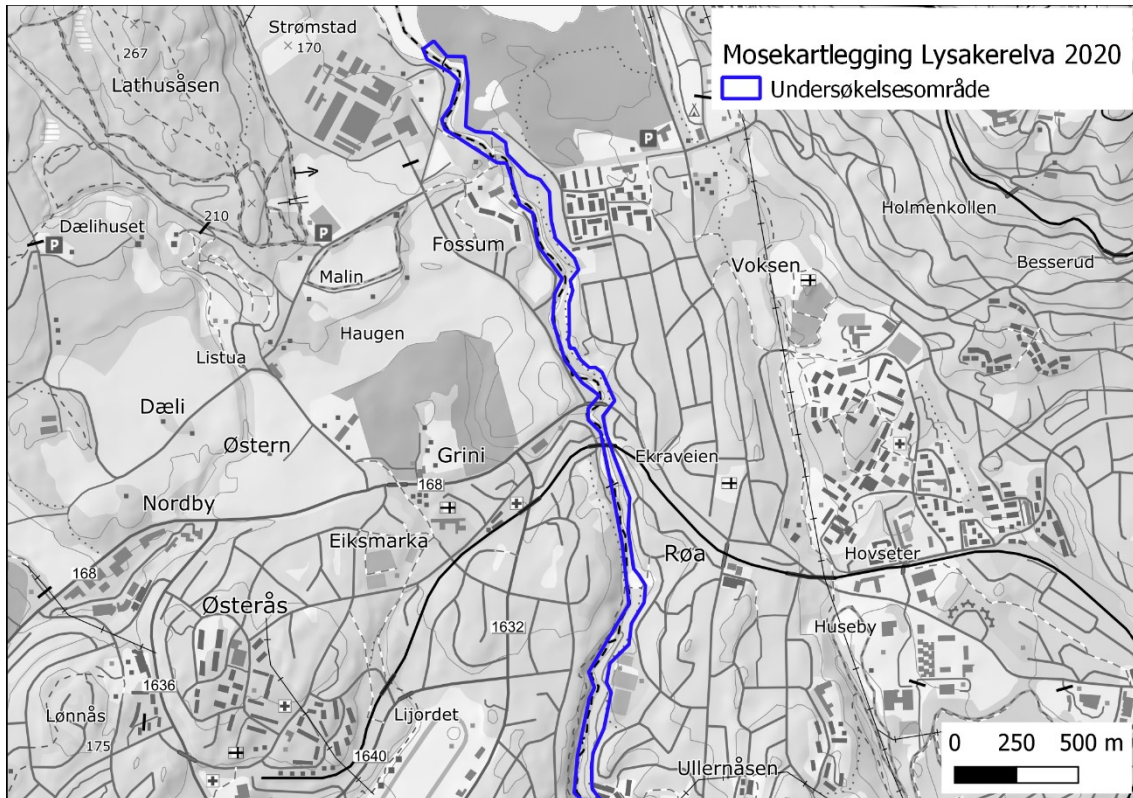 Mosekartlegging Lysakerelva 2020
Undersøkelsesområde
Strømstad
170
267
Lathusåsen
P
Holmenkollen
210
Dælihuset
P
P
Fossum
Voksen
Besserud
Malin
Haugen
Listua
Dæli
Østern
Grini
Ekraveien
168
Nordby
Eiksmarka
Røa
Hovseter
168
Østerås
1632
Huseby
1636
Lønnås
Lijordet
175
1640
Ullernåsen
0 250 500 m